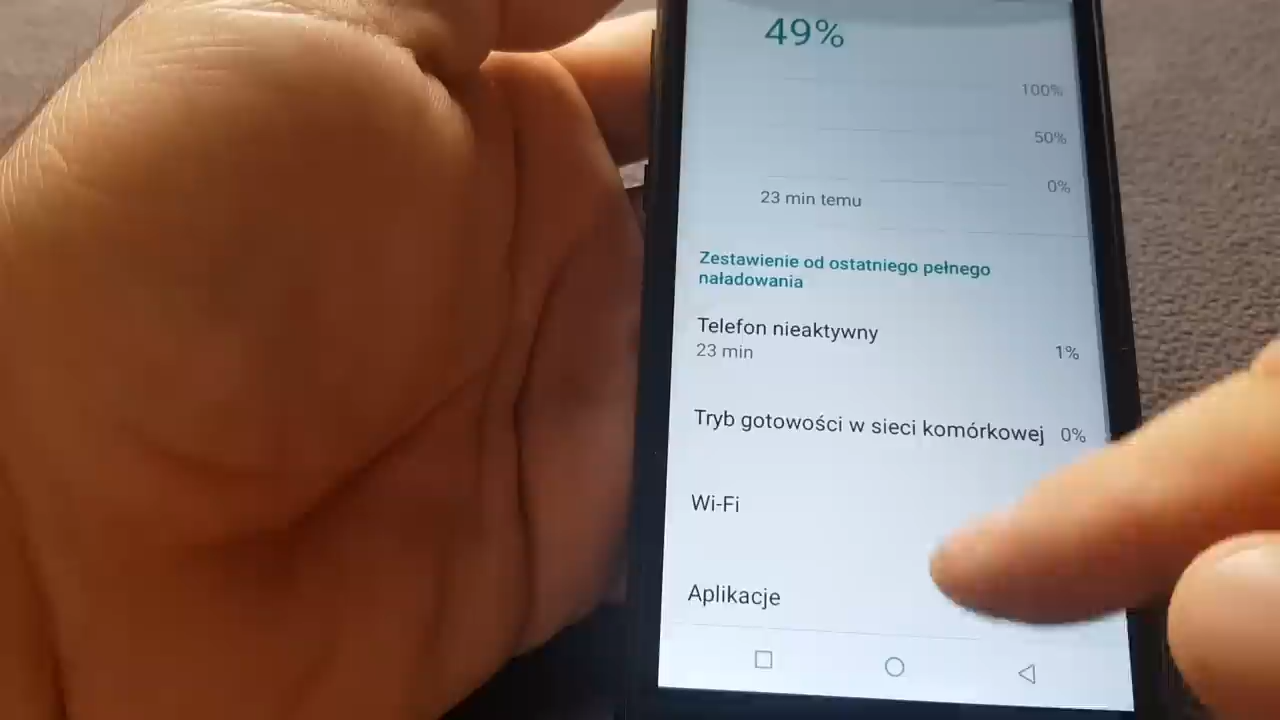 49%
100%
50%
0%
23 min temu
Zestawienie od ostatniego pełnego
naładowania
Telefon nieaktywny
23 min
1%
Tryb gotowości w sieci komórkowej 0%
Wi-Fi
Aplikacje